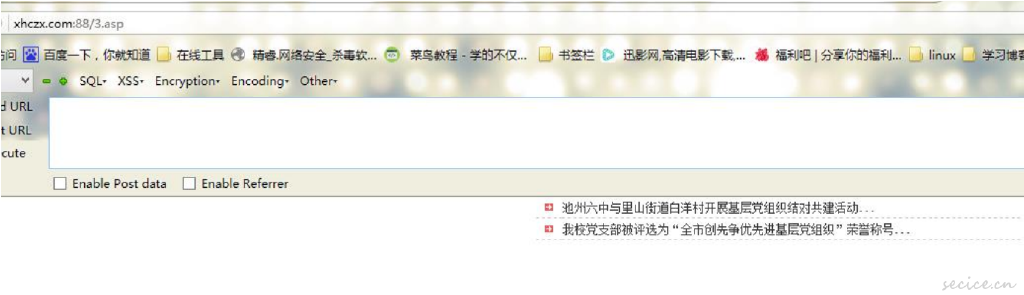 xhczx.com:88/3.asp
访问 百度一下，你就知道 在线工具 精睿,网络安全_杀毒软... 菜鸟教程 - 学的不仅... 书签栏 迅影网,高清电影下载,... 福利吧 | 分享你的福利... linux 学习博客
SQL▾ XSS▾ Encryption▾ Encoding▾ Other▾
d URL
t URL
cute
Enable Post data Enable Referrer
池州六中与里山街道白洋村开展基层党组织结对共建活动...
我校党支部被评选为“全市创先争优先进基层党组织”荣誉称号...
secice.cn